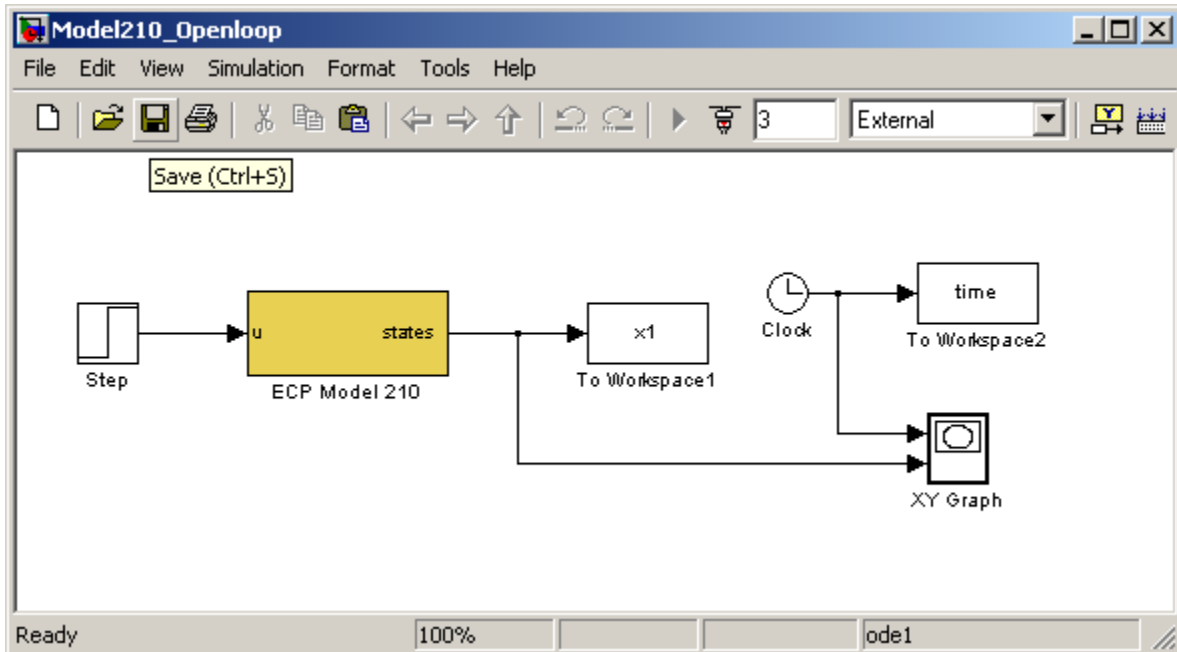 Model210_Openloop
File Edit View Simulation Format Tools Help
3 External
Save (Ctrl+S)
Step
u states
ECP Model 210
x1
To Workspace1
Clock
time
To Workspace2
XY Graph
Ready 100% ode1